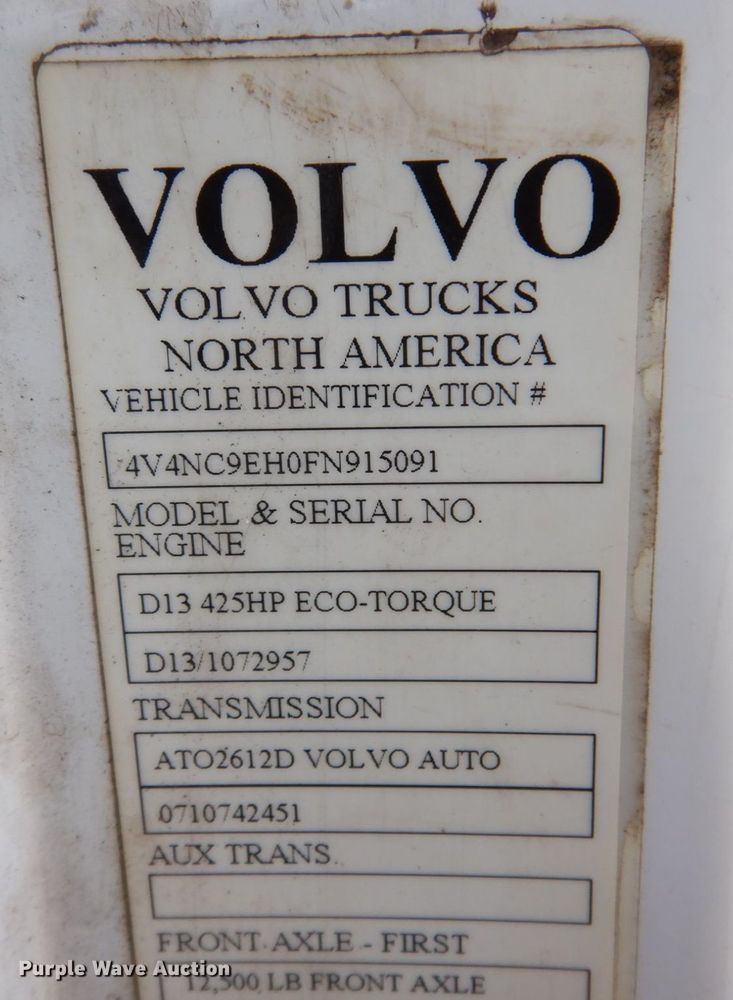 VOLVO
VOLVO TRUCKS
NORTH AMERICA
VEHICLE IDENTIFICATION #
4V4NC9EH0FN915091
MODEL & SERIAL NO.
ENGINE
D13 425HP ECO-TORQUE
D13/1072957
TRANSMISSION
ATO2612D VOLVO AUTO
0710742451
AUX TRANS.
FRONT AXLE - FIRST
12,500 LB FRONT AXLE
Purple Wave Auction